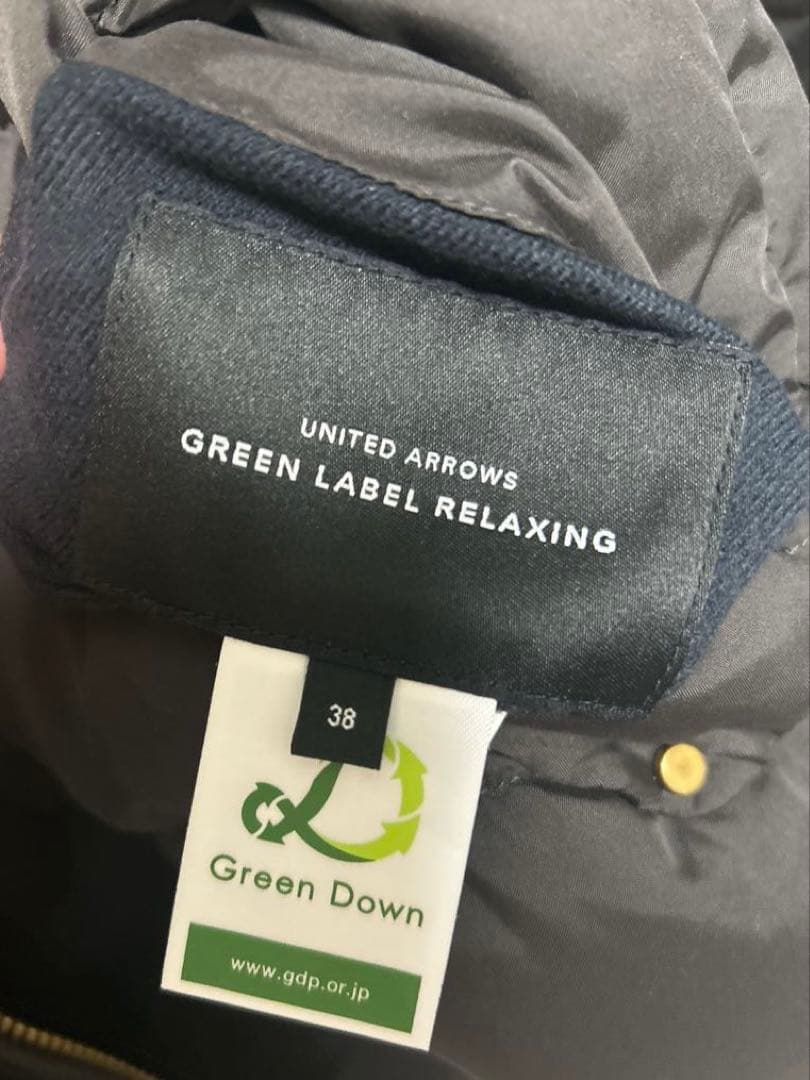 UNITED ARROWS
GREEN LABEL RELAXING
38
Green Down
www.gdp.or.jp